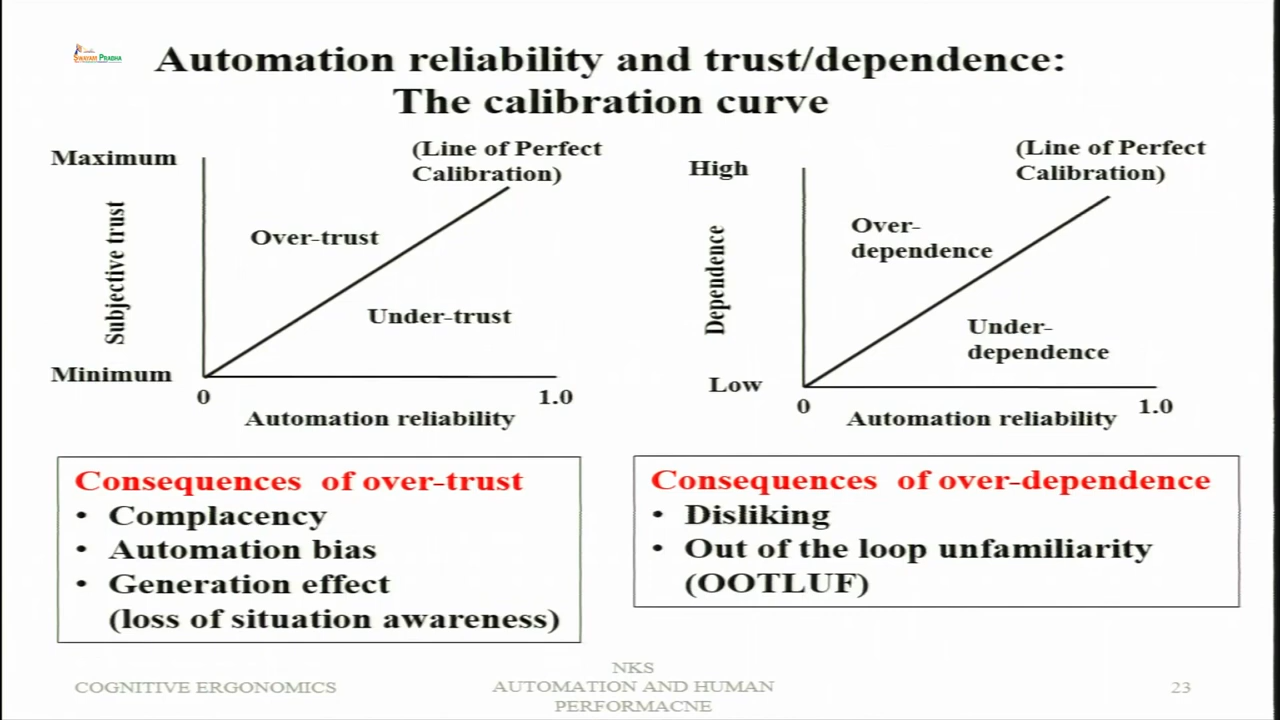 SWAYAM PRABHA
Automation reliability and trust/dependence:
The calibration curve
Maximum
(Line of Perfect
Calibration)
Over-trust
Subjective trust
Under-trust
Minimum
0
1.0
Automation reliability
High
(Line of Perfect
Calibration)
Over-
dependence
Dependence
Under-
dependence
Low
0
1.0
Automation reliability
Consequences of over-trust
• Complacency
• Automation bias
• Generation effect
(loss of situation awareness)
Consequences of over-dependence
• Disliking
• Out of the loop unfamiliarity
(OOTLUF)
COGNITIVE ERGONOMICS
NKS
AUTOMATION AND HUMAN
PERFORMACNE
23